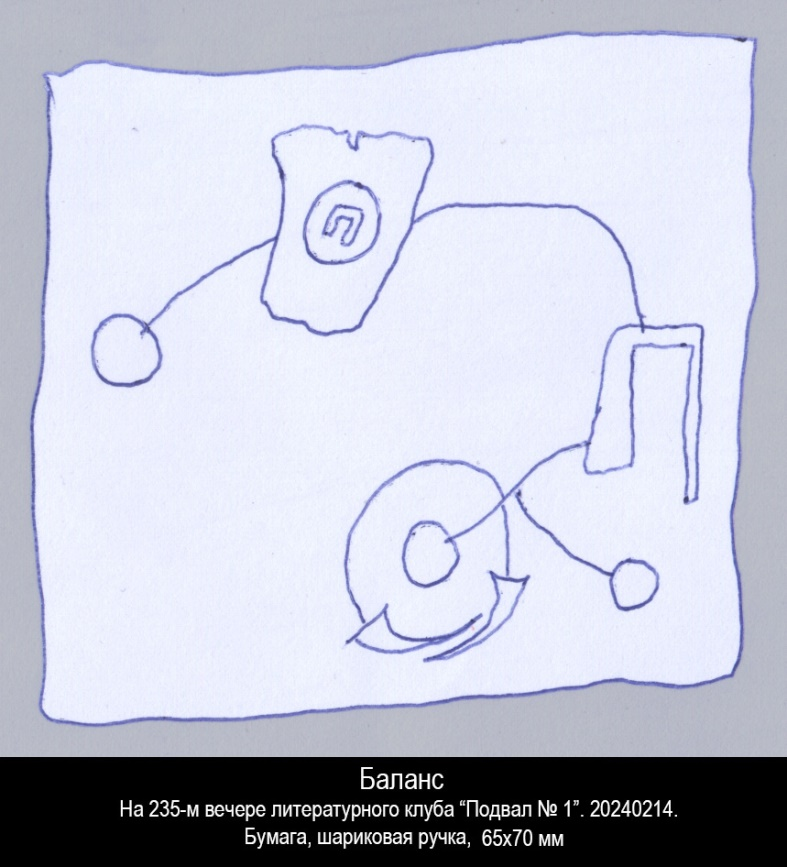 П
Баланс
На 235-м вечере литературного клуба “Подвал № 1”. 20240214.
Бумага, шариковая ручка, 65х70 мм